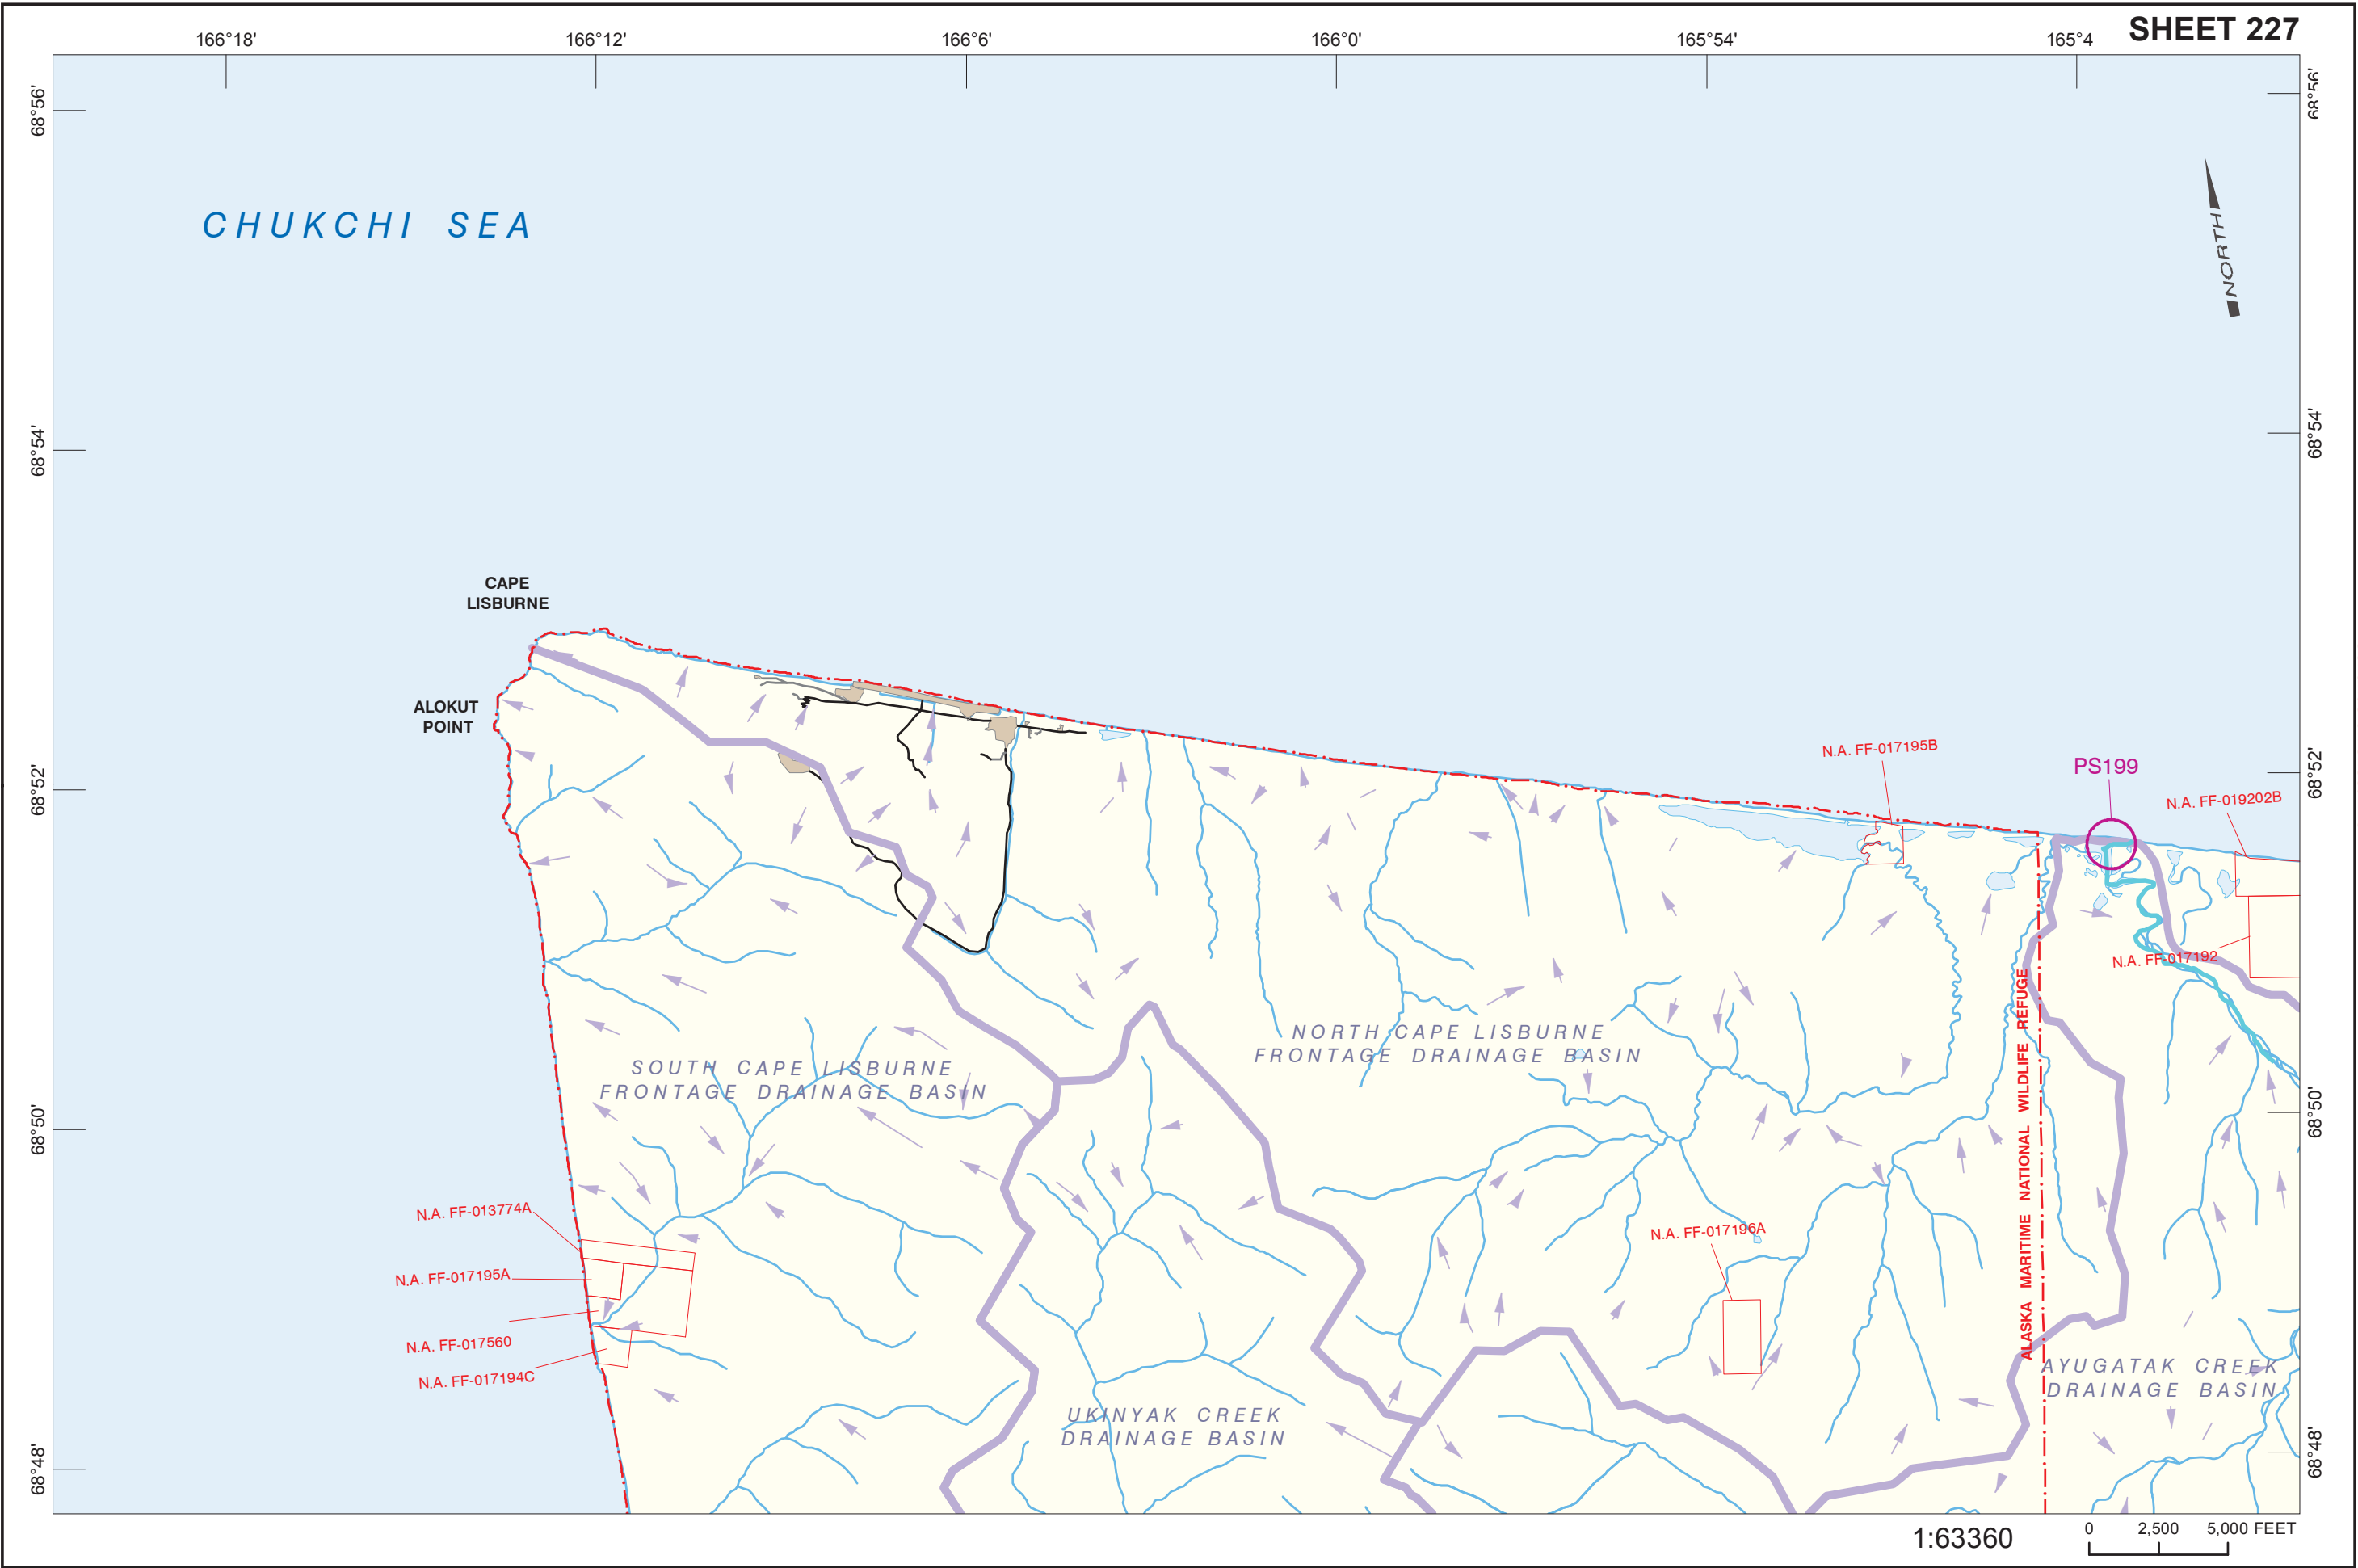 SHEET 227
166°18'
166°12'
166°6'
166°0'
165°54'
165°4
68°56'
68°56'
CHUKCHI SEA
NORTH
68°54'
68°54'
CAPE
LISBURNE
ALOKUT
POINT
N.A. FF-017195B
PS199
68°52'
68°52'
N.A. FF-019202B
N.A. FF-017192
ALASKA MARITIME NATIONAL WILDLIFE REFUGE
NORTH CAPE LISBURNE
FRONTAGE DRAINAGE BASIN
SOUTH CAPE LISBURNE
FRONTAGE DRAINAGE BASIN
68°50'
68°50'
N.A. FF-013774A
N.A. FF-017196A
N.A. FF-017195A
N.A. FF-017560
N.A. FF-017194C
AYUGATAK CREEK
DRAINAGE BASIN
UKINYAK CREEK
DRAINAGE BASIN
68°48'
68°48'
1:63360
0 2,500 5,000 FEET